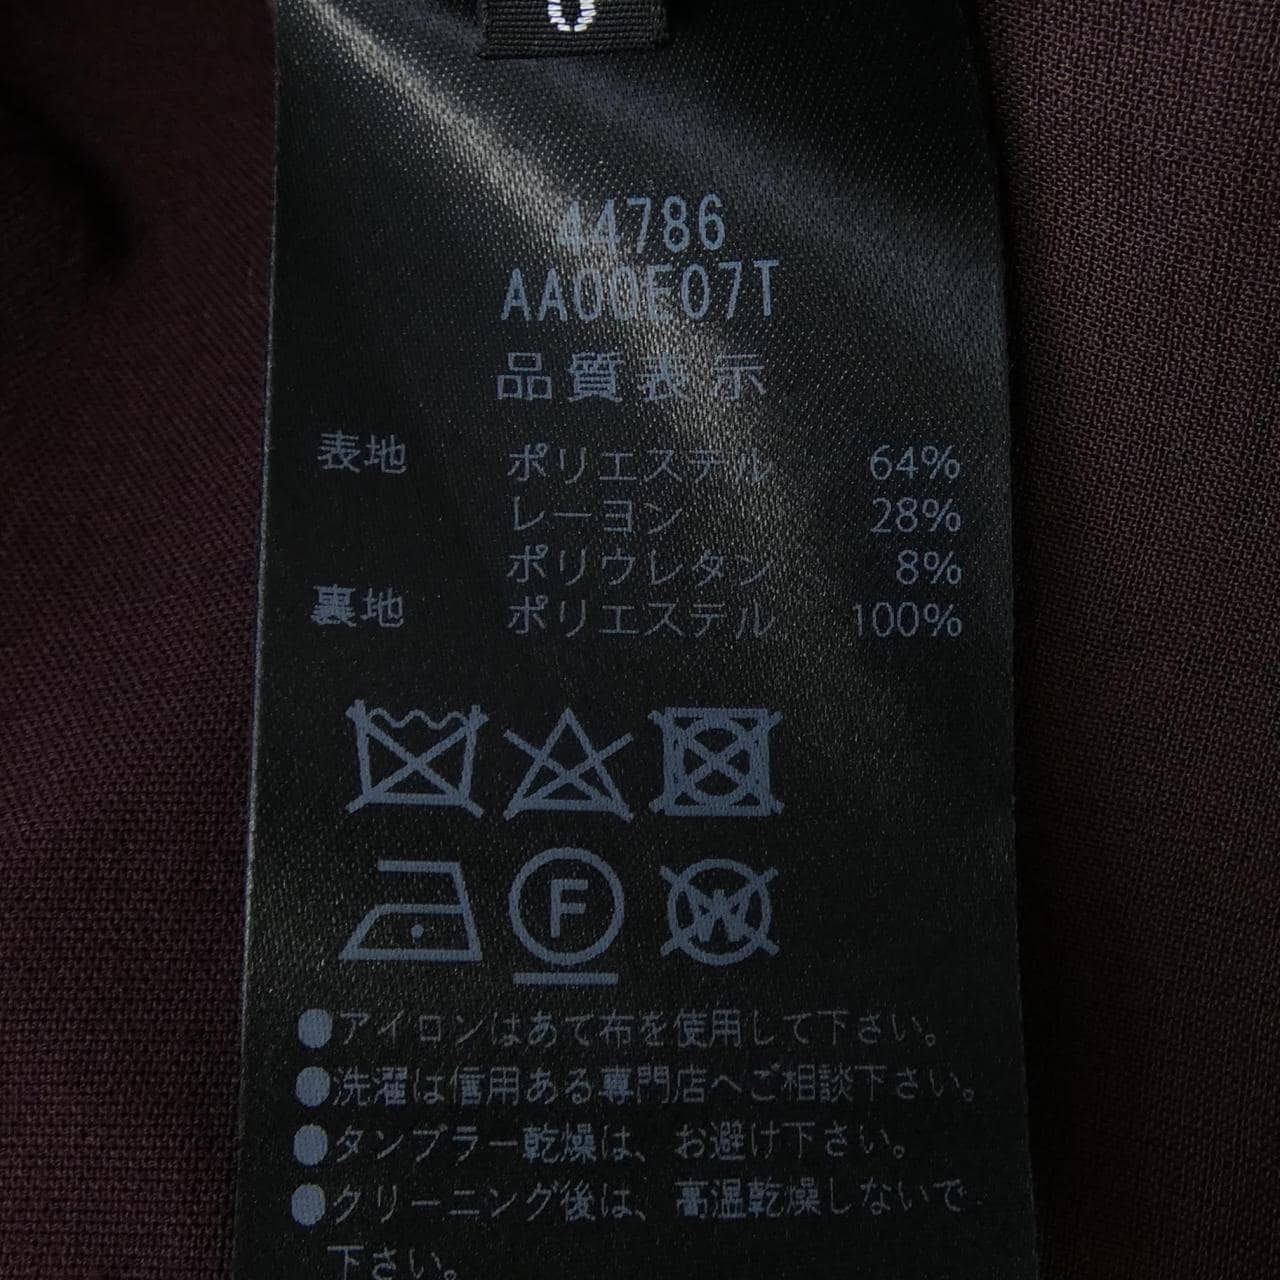 44786
AA00E07T
品質表示
表地 ポリエステル 64%
レーヨン 28%
ポリウレタン 8%
裏地 ポリエステル 100%
F
W
●アイロンはあて布を使用して下さい。
●洗濯は信用ある専門店へご相談下さい。
●タンブラー乾燥は、お避け下さい。
●クリーニング後は、高温乾燥しないで
下さい。